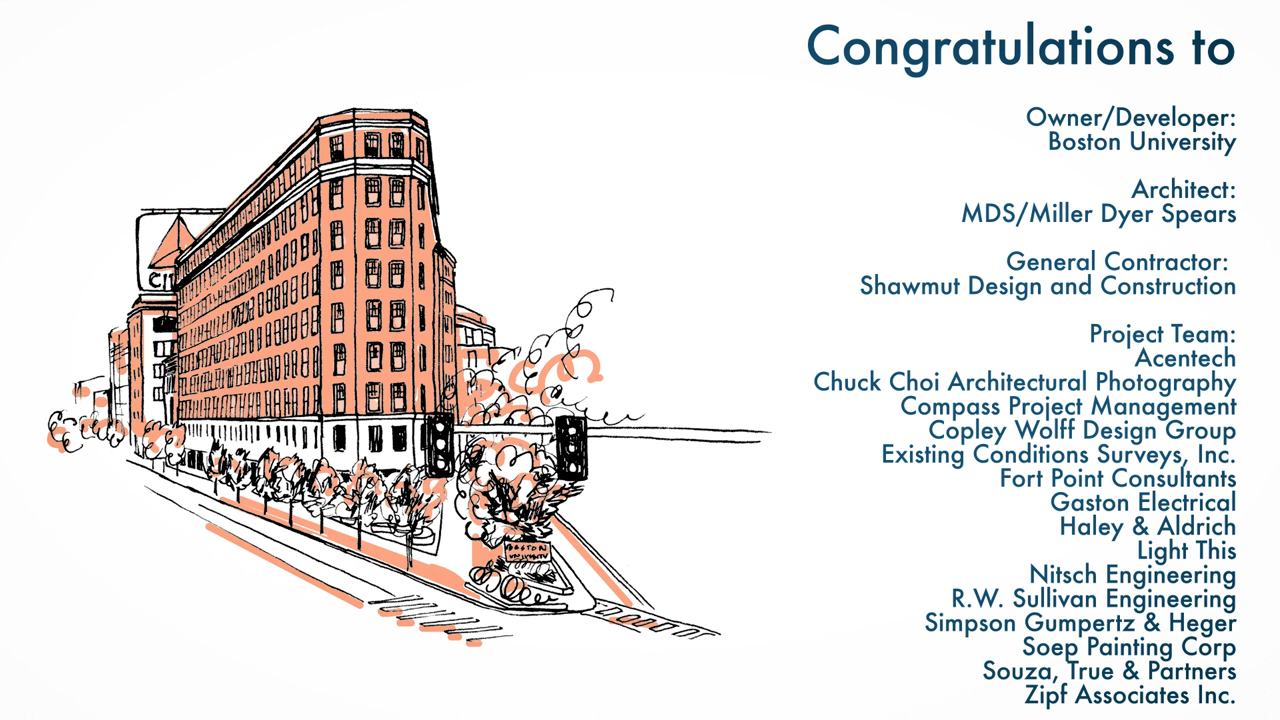 Congratulations to
Owner/Developer:
Boston University
Architect:
MDS/Miller Dyer Spears
General Contractor:
Shawmut Design and Construction
Project Team:
Acentech
Chuck Choi Architectural Photography
Compass Project Management
Copley Wolff Design Group
Existing Conditions Surveys, Inc.
Fort Point Consultants
Gaston Electrical
Haley & Aldrich
Light This
Nitsch Engineering
R.W. Sullivan Engineering
Simpson Gumpertz & Heger
Soep Painting Corp
Souza, True & Partners
Zipf Associates Inc.
CI
BOSTON
UNIVERSITY